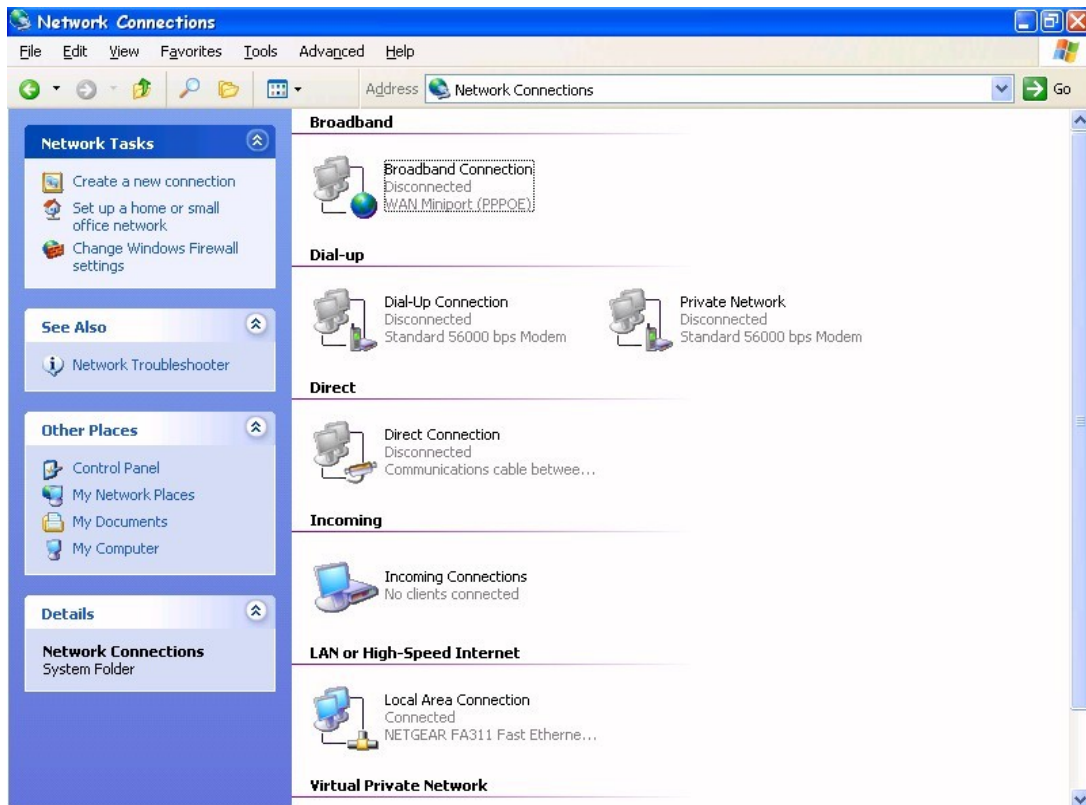 Network Connections
File Edit View Favorites Tools Advanced Help
Address Network Connections Go
Network Tasks
Create a new connection
Set up a home or small
office network
Change Windows Firewall
settings
See Also
Network Troubleshooter
Other Places
Control Panel
My Network Places
My Documents
My Computer
Details
Network Connections
System Folder
Broadband
Broadband Connection
Disconnected
WAN Miniport (PPPOE)
Dial-up
Dial-Up Connection
Disconnected
Standard 56000 bps Modem
Private Network
Disconnected
Standard 56000 bps Modem
Direct
Direct Connection
Disconnected
Communications cable betwee...
Incoming
Incoming Connections
No clients connected
LAN or High-Speed Internet
Local Area Connection
Connected
NETGEAR FA311 Fast Etherne...
Virtual Private Network